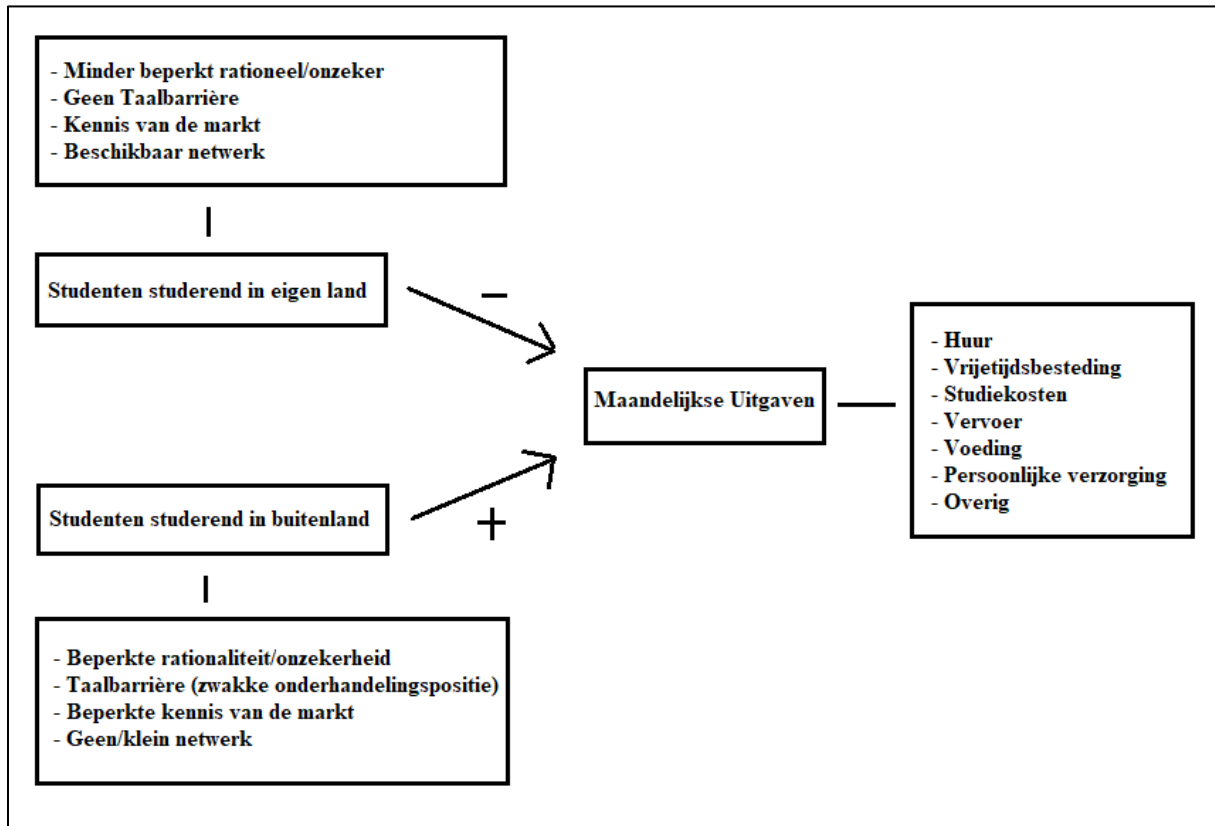 - Minder beperkt rationeel/onzeker
- Geen Taalbarrière
- Kennis van de markt
- Beschikbaar netwerk
Studenten studerend in eigen land
–
Maandelijkse Uitgaven
- Huur
- Vrijetijdsbesteding
- Studiekosten
- Vervoer
- Voeding
- Persoonlijke verzorging
- Overig
Studenten studerend in buitenland
+
- Beperkte rationaliteit/onzekerheid
- Taalbarrière (zwakke onderhandelingspositie)
- Beperkte kennis van de markt
- Geen/klein netwerk